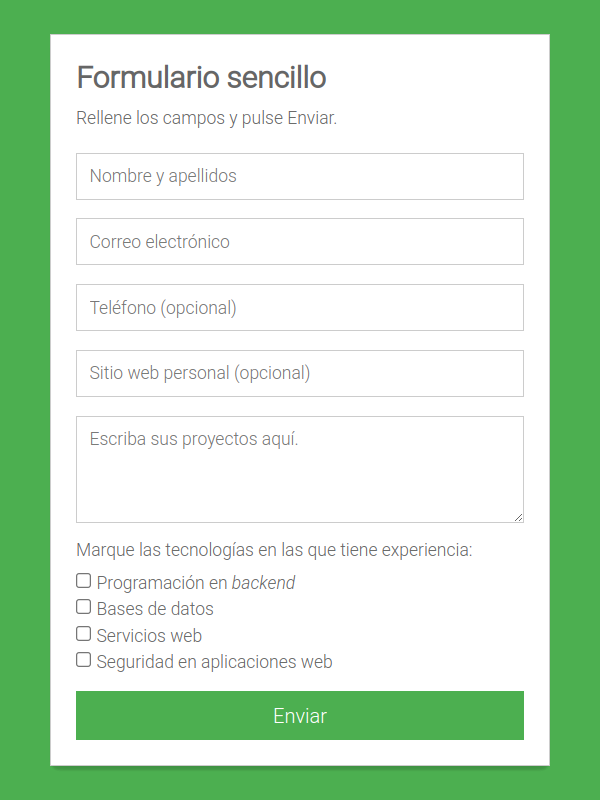 Formulario sencillo
Rellene los campos y pulse Enviar.
Nombre y apellidos
Correo electrónico
Teléfono (opcional)
Sitio web personal (opcional)
Escriba sus proyectos aquí.
Marque las tecnologías en las que tiene experiencia:
Programación en backend
Bases de datos
Servicios web
Seguridad en aplicaciones web
Enviar